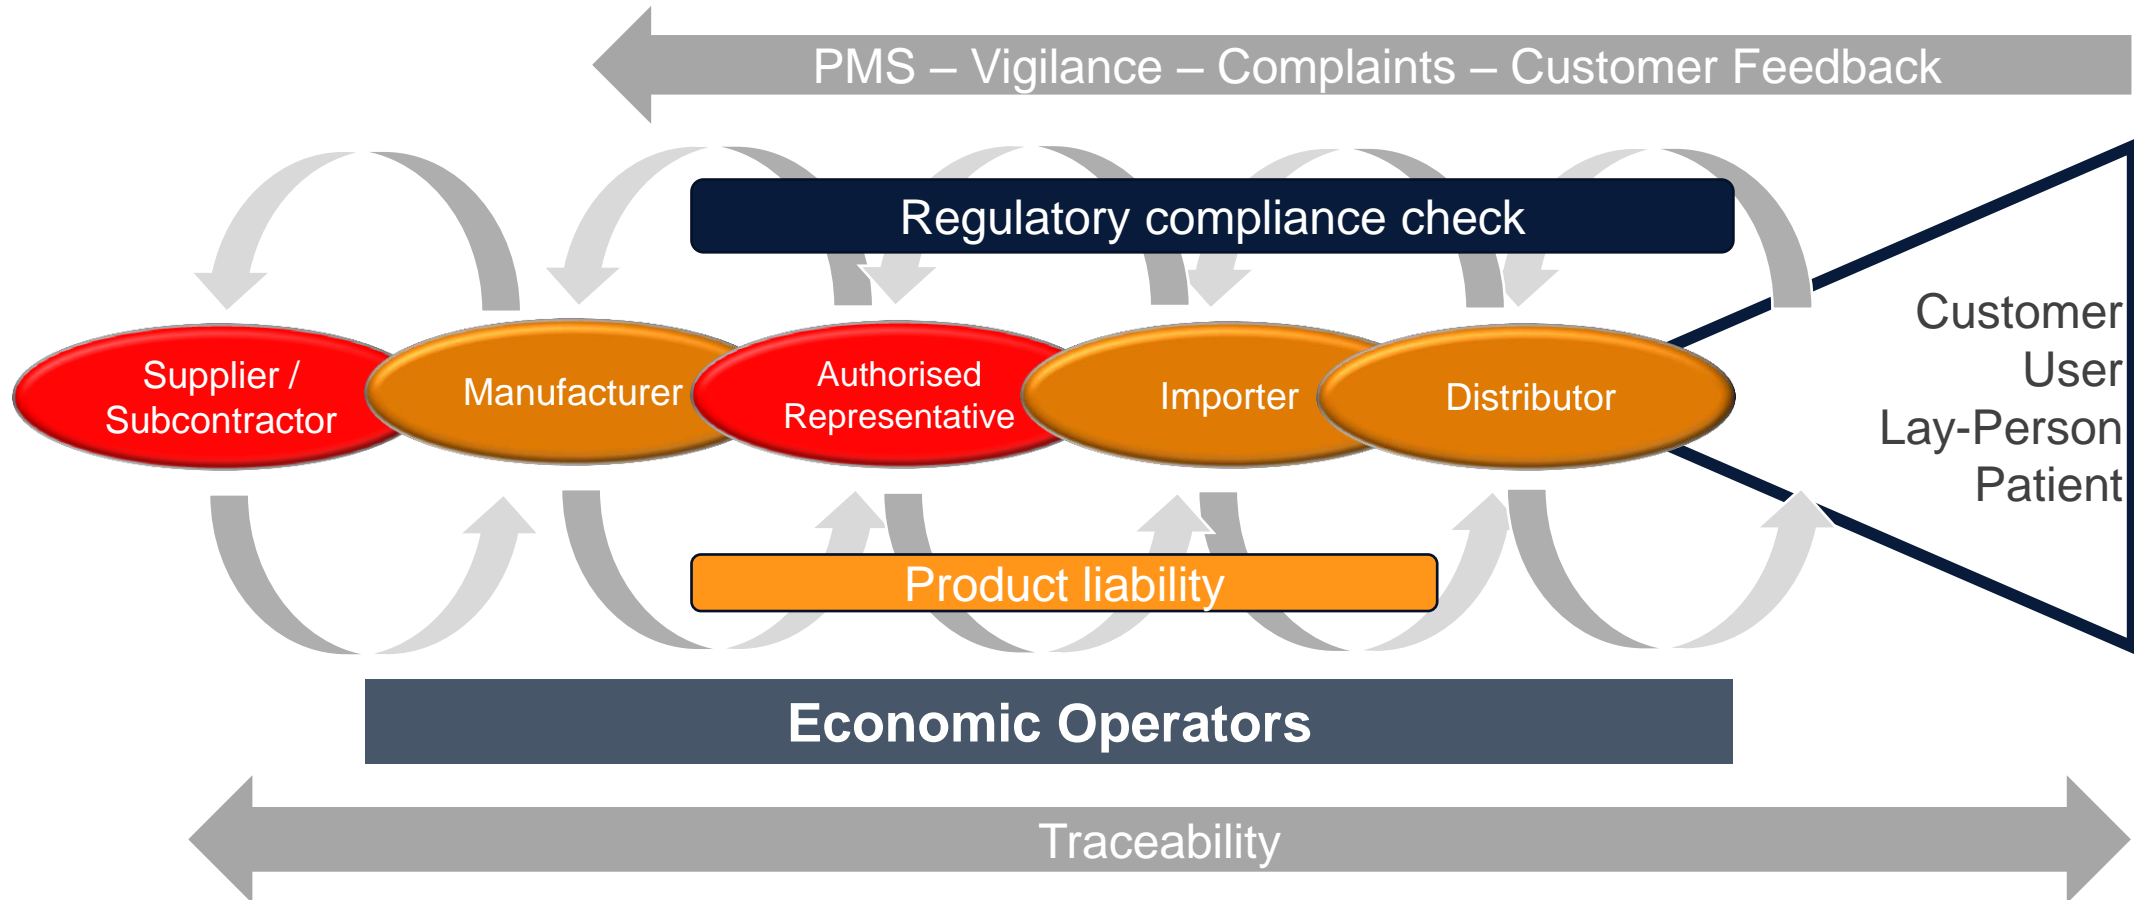 PMS – Vigilance – Complaints – Customer Feedback
Regulatory compliance check
Supplier /
Subcontractor
Manufacturer
Authorised
Representative
Importer
Distributor
Customer
User
Lay-Person
Patient
Product liability
Economic Operators
Traceability